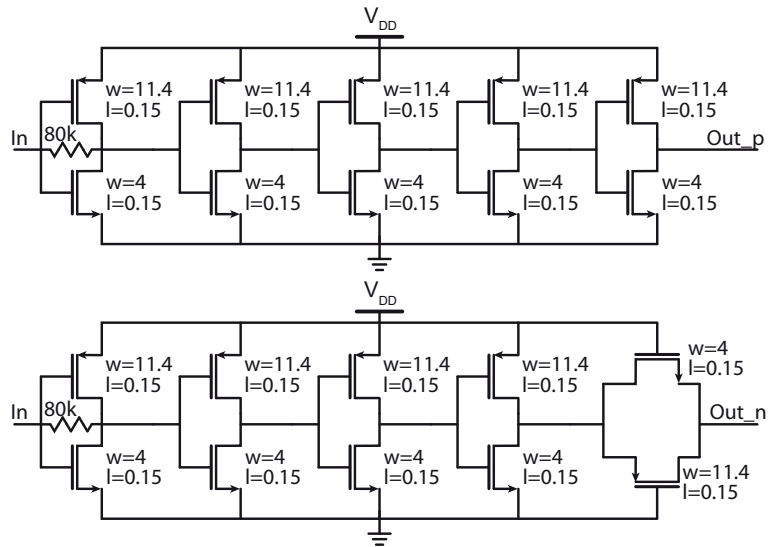 V_DD
w=11.4 w=11.4 w=11.4 w=11.4 w=11.4
l=0.15 l=0.15 l=0.15 l=0.15 l=0.15
In 80k Out_p
w=4 w=4 w=4 w=4 w=4
l=0.15 l=0.15 l=0.15 l=0.15 l=0.15
V_DD
w=11.4 w=11.4 w=11.4 w=11.4 w=4
l=0.15 l=0.15 l=0.15 l=0.15 l=0.15
In 80k Out_n
w=4 w=4 w=4 w=4 w=11.4
l=0.15 l=0.15 l=0.15 l=0.15 l=0.15